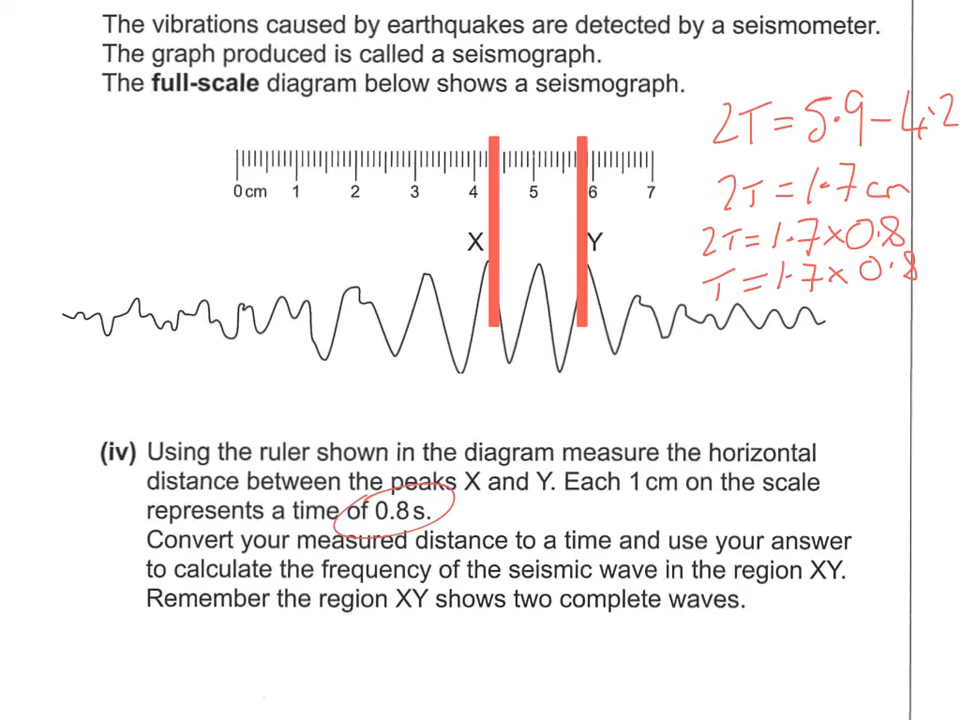 The vibrations caused by earthquakes are detected by a seismometer.
The graph produced is called a seismograph.
The full-scale diagram below shows a seismograph.
2T = 5.9 - 4.2
2T = 1.7 cm
2T = 1.7 × 0.8
T = 1.7 × 0.8
0 cm 1 2 3 4 5 6 7
X Y
(iv) Using the ruler shown in the diagram measure the horizontal
distance between the peaks X and Y. Each 1 cm on the scale
represents a time of 0.8 s.
Convert your measured distance to a time and use your answer
to calculate the frequency of the seismic wave in the region XY.
Remember the region XY shows two complete waves.